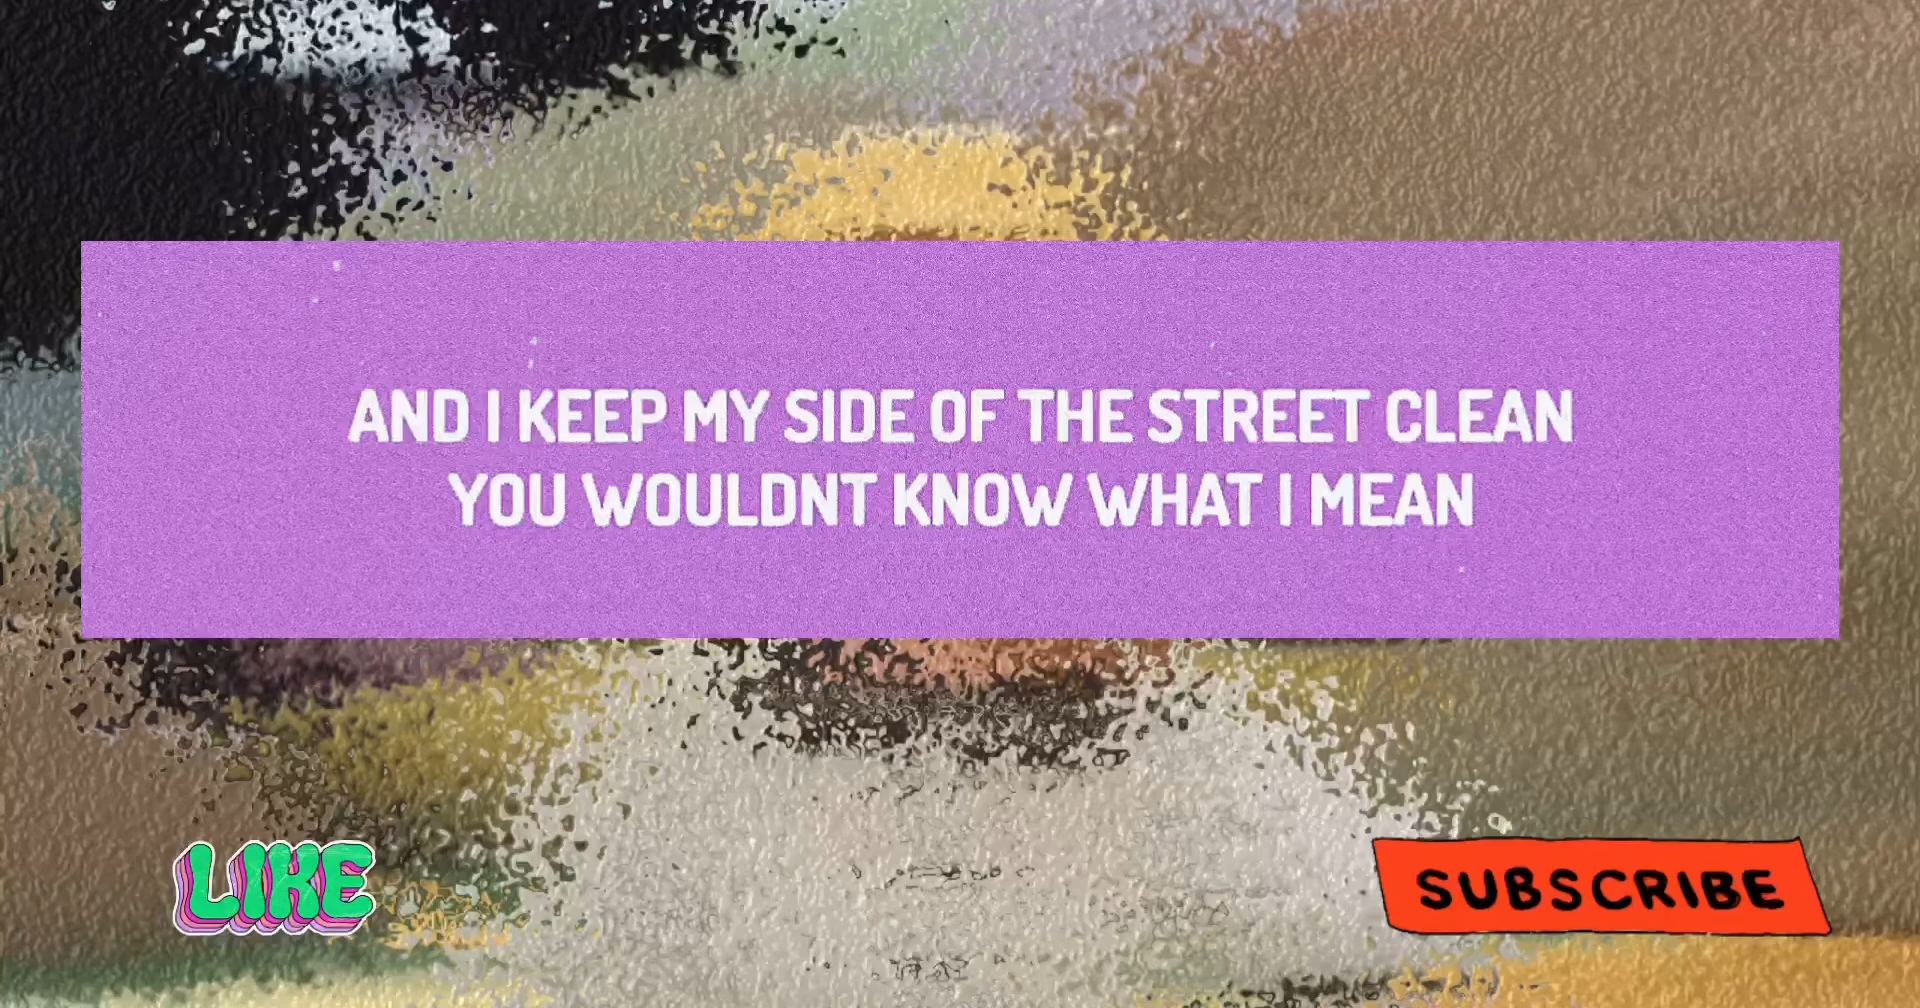 AND I KEEP MY SIDE OF THE STREET CLEAN
YOU WOULDNT KNOW WHAT I MEAN
LIKE
SUBSCRIBE